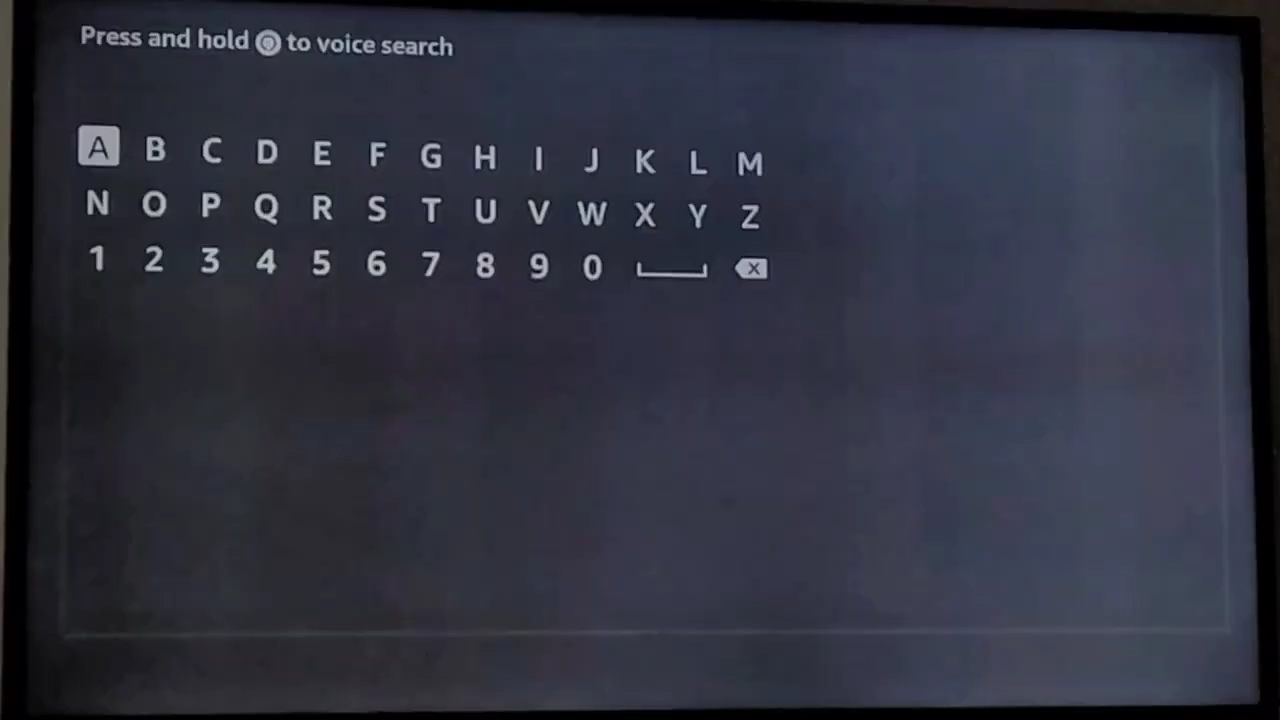 Press and hold to voice search
A B C D E F G H I J K L M
N O P Q R S T U V W X Y Z
1 2 3 4 5 6 7 8 9 0